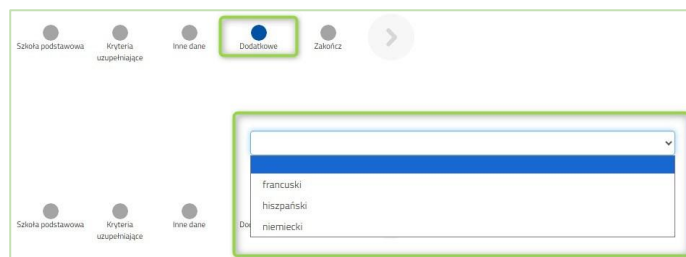 Szkoła podstawowa
Kryteria
uzupełniające
Inne dane
Dodatkowe
Zakończ
francuski
hiszpański
niemiecki
Szkoła podstawowa
Kryteria
uzupełniające
Inne dane